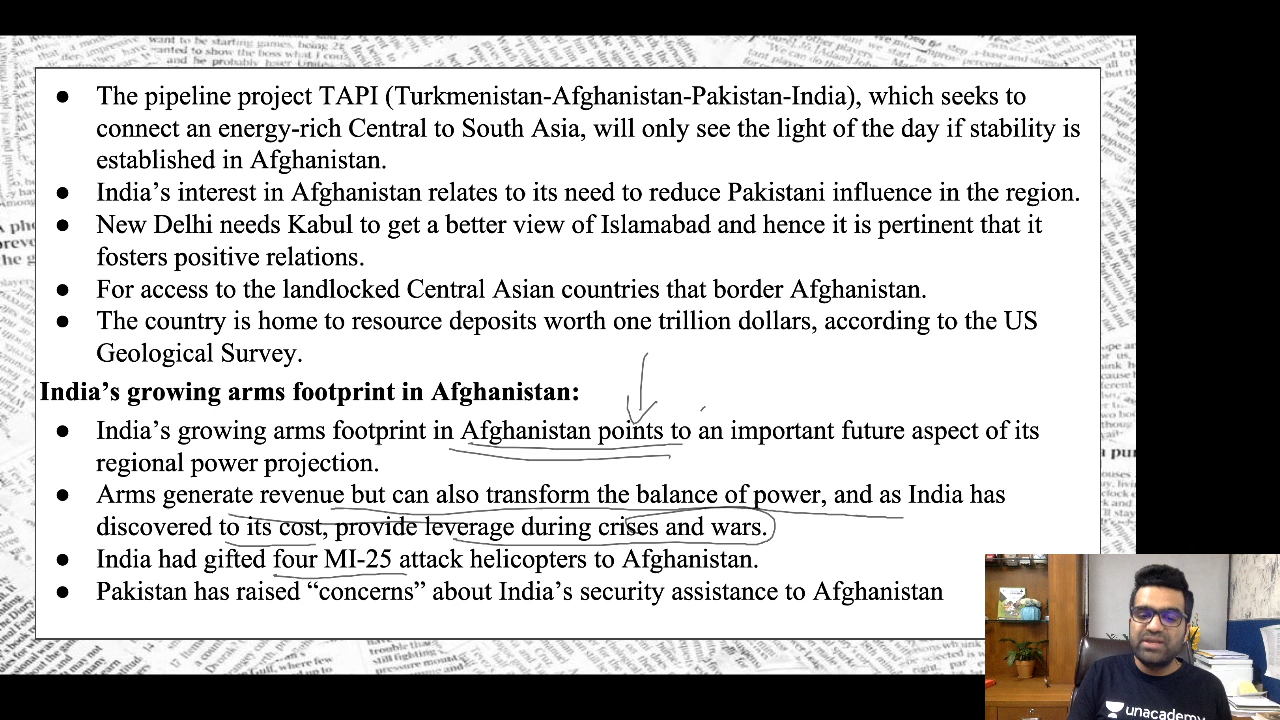 ● The pipeline project TAPI (Turkmenistan-Afghanistan-Pakistan-India), which seeks to
connect an energy-rich Central to South Asia, will only see the light of the day if stability is
established in Afghanistan.
● India’s interest in Afghanistan relates to its need to reduce Pakistani influence in the region.
● New Delhi needs Kabul to get a better view of Islamabad and hence it is pertinent that it
fosters positive relations.
● For access to the landlocked Central Asian countries that border Afghanistan.
● The country is home to resource deposits worth one trillion dollars, according to the US
Geological Survey.
India’s growing arms footprint in Afghanistan:
● India’s growing arms footprint in Afghanistan points to an important future aspect of its
regional power projection.
● Arms generate revenue but can also transform the balance of power, and as India has
discovered to its cost, provide leverage during crises and wars.
● India had gifted four MI-25 attack helicopters to Afghanistan.
● Pakistan has raised “concerns” about India’s security assistance to Afghanistan
unacademy